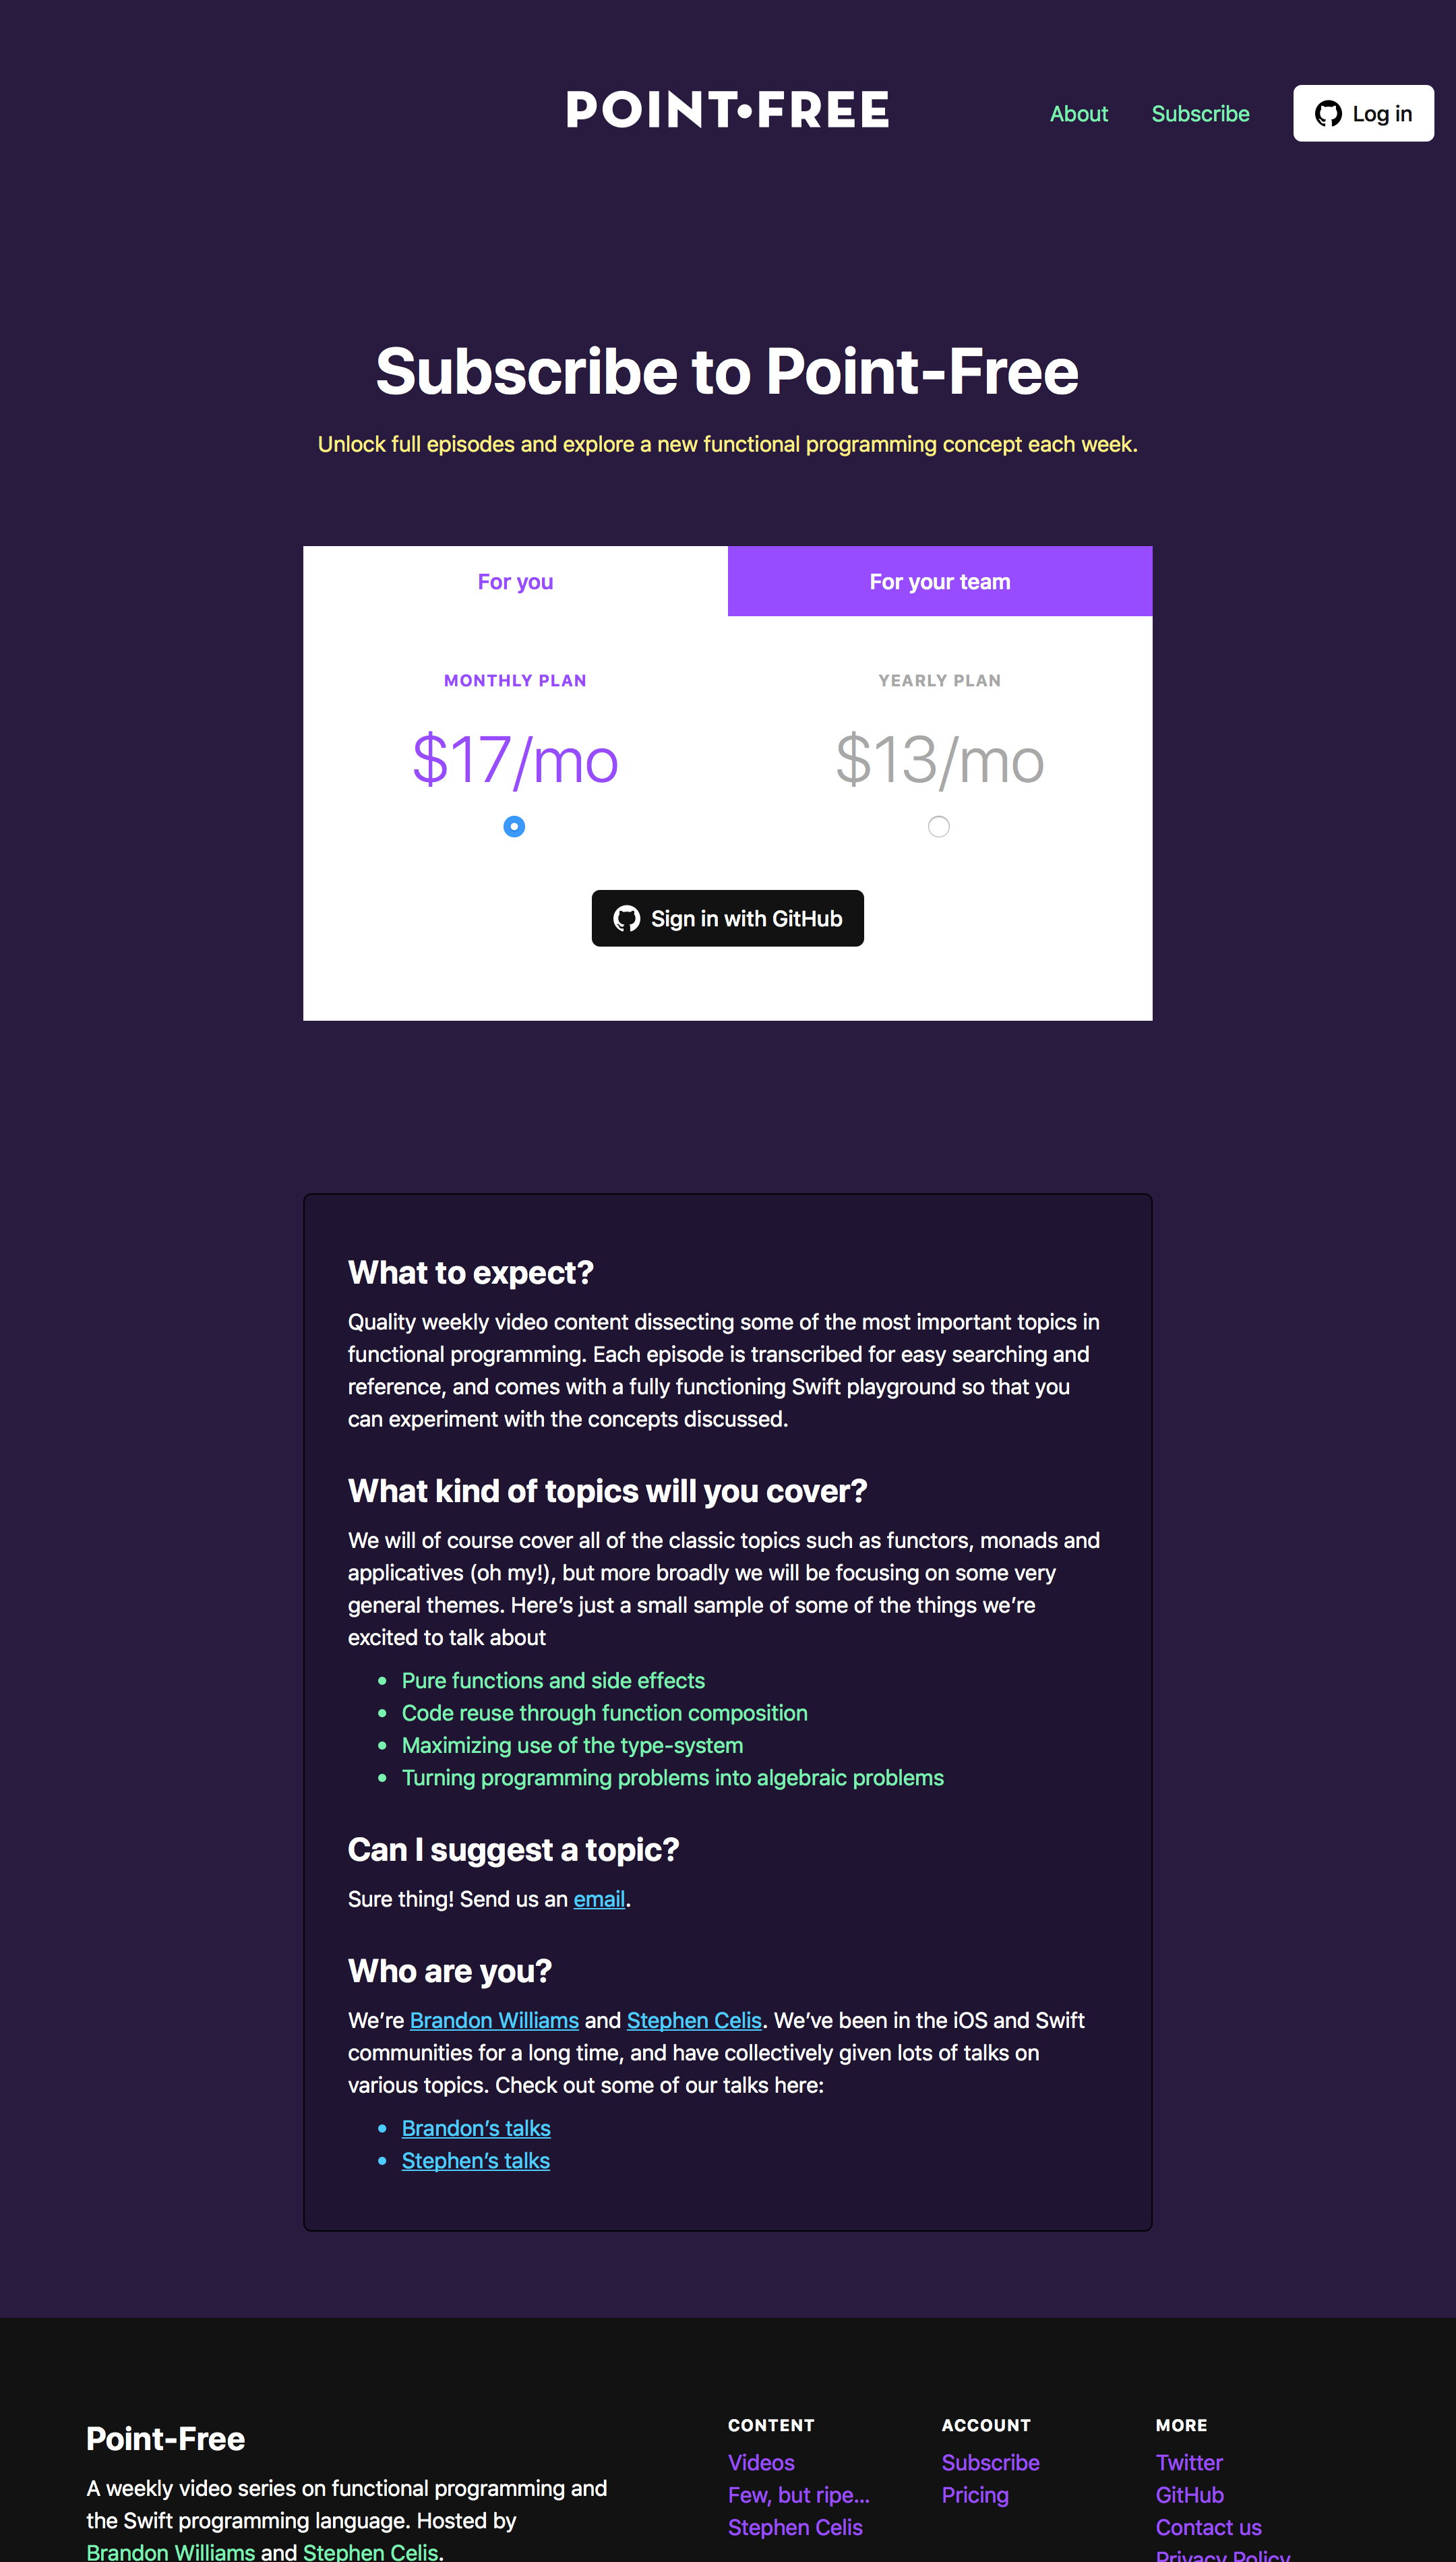 POINT•FREE
About
Subscribe
Log in
Subscribe to Point-Free
Unlock full episodes and explore a new functional programming concept each week.
For you
For your team
MONTHLY PLAN
YEARLY PLAN
$17/mo
$13/mo
Sign in with GitHub
What to expect?
Quality weekly video content dissecting some of the most important topics in
functional programming. Each episode is transcribed for easy searching and
reference, and comes with a fully functioning Swift playground so that you
can experiment with the concepts discussed.
What kind of topics will you cover?
We will of course cover all of the classic topics such as functors, monads and
applicatives (oh my!), but more broadly we will be focusing on some very
general themes. Here’s just a small sample of some of the things we’re
excited to talk about
• Pure functions and side effects
• Code reuse through function composition
• Maximizing use of the type-system
• Turning programming problems into algebraic problems
Can I suggest a topic?
Sure thing! Send us an email.
Who are you?
We’re Brandon Williams and Stephen Celis. We’ve been in the iOS and Swift
communities for a long time, and have collectively given lots of talks on
various topics. Check out some of our talks here:
• Brandon’s talks
• Stephen’s talks
Point-Free
A weekly video series on functional programming and
the Swift programming language. Hosted by
Brandon Williams and Stephen Celis.
CONTENT
Videos
Few, but ripe…
Stephen Celis
ACCOUNT
Subscribe
Pricing
MORE
Twitter
GitHub
Contact us
Privacy Policy